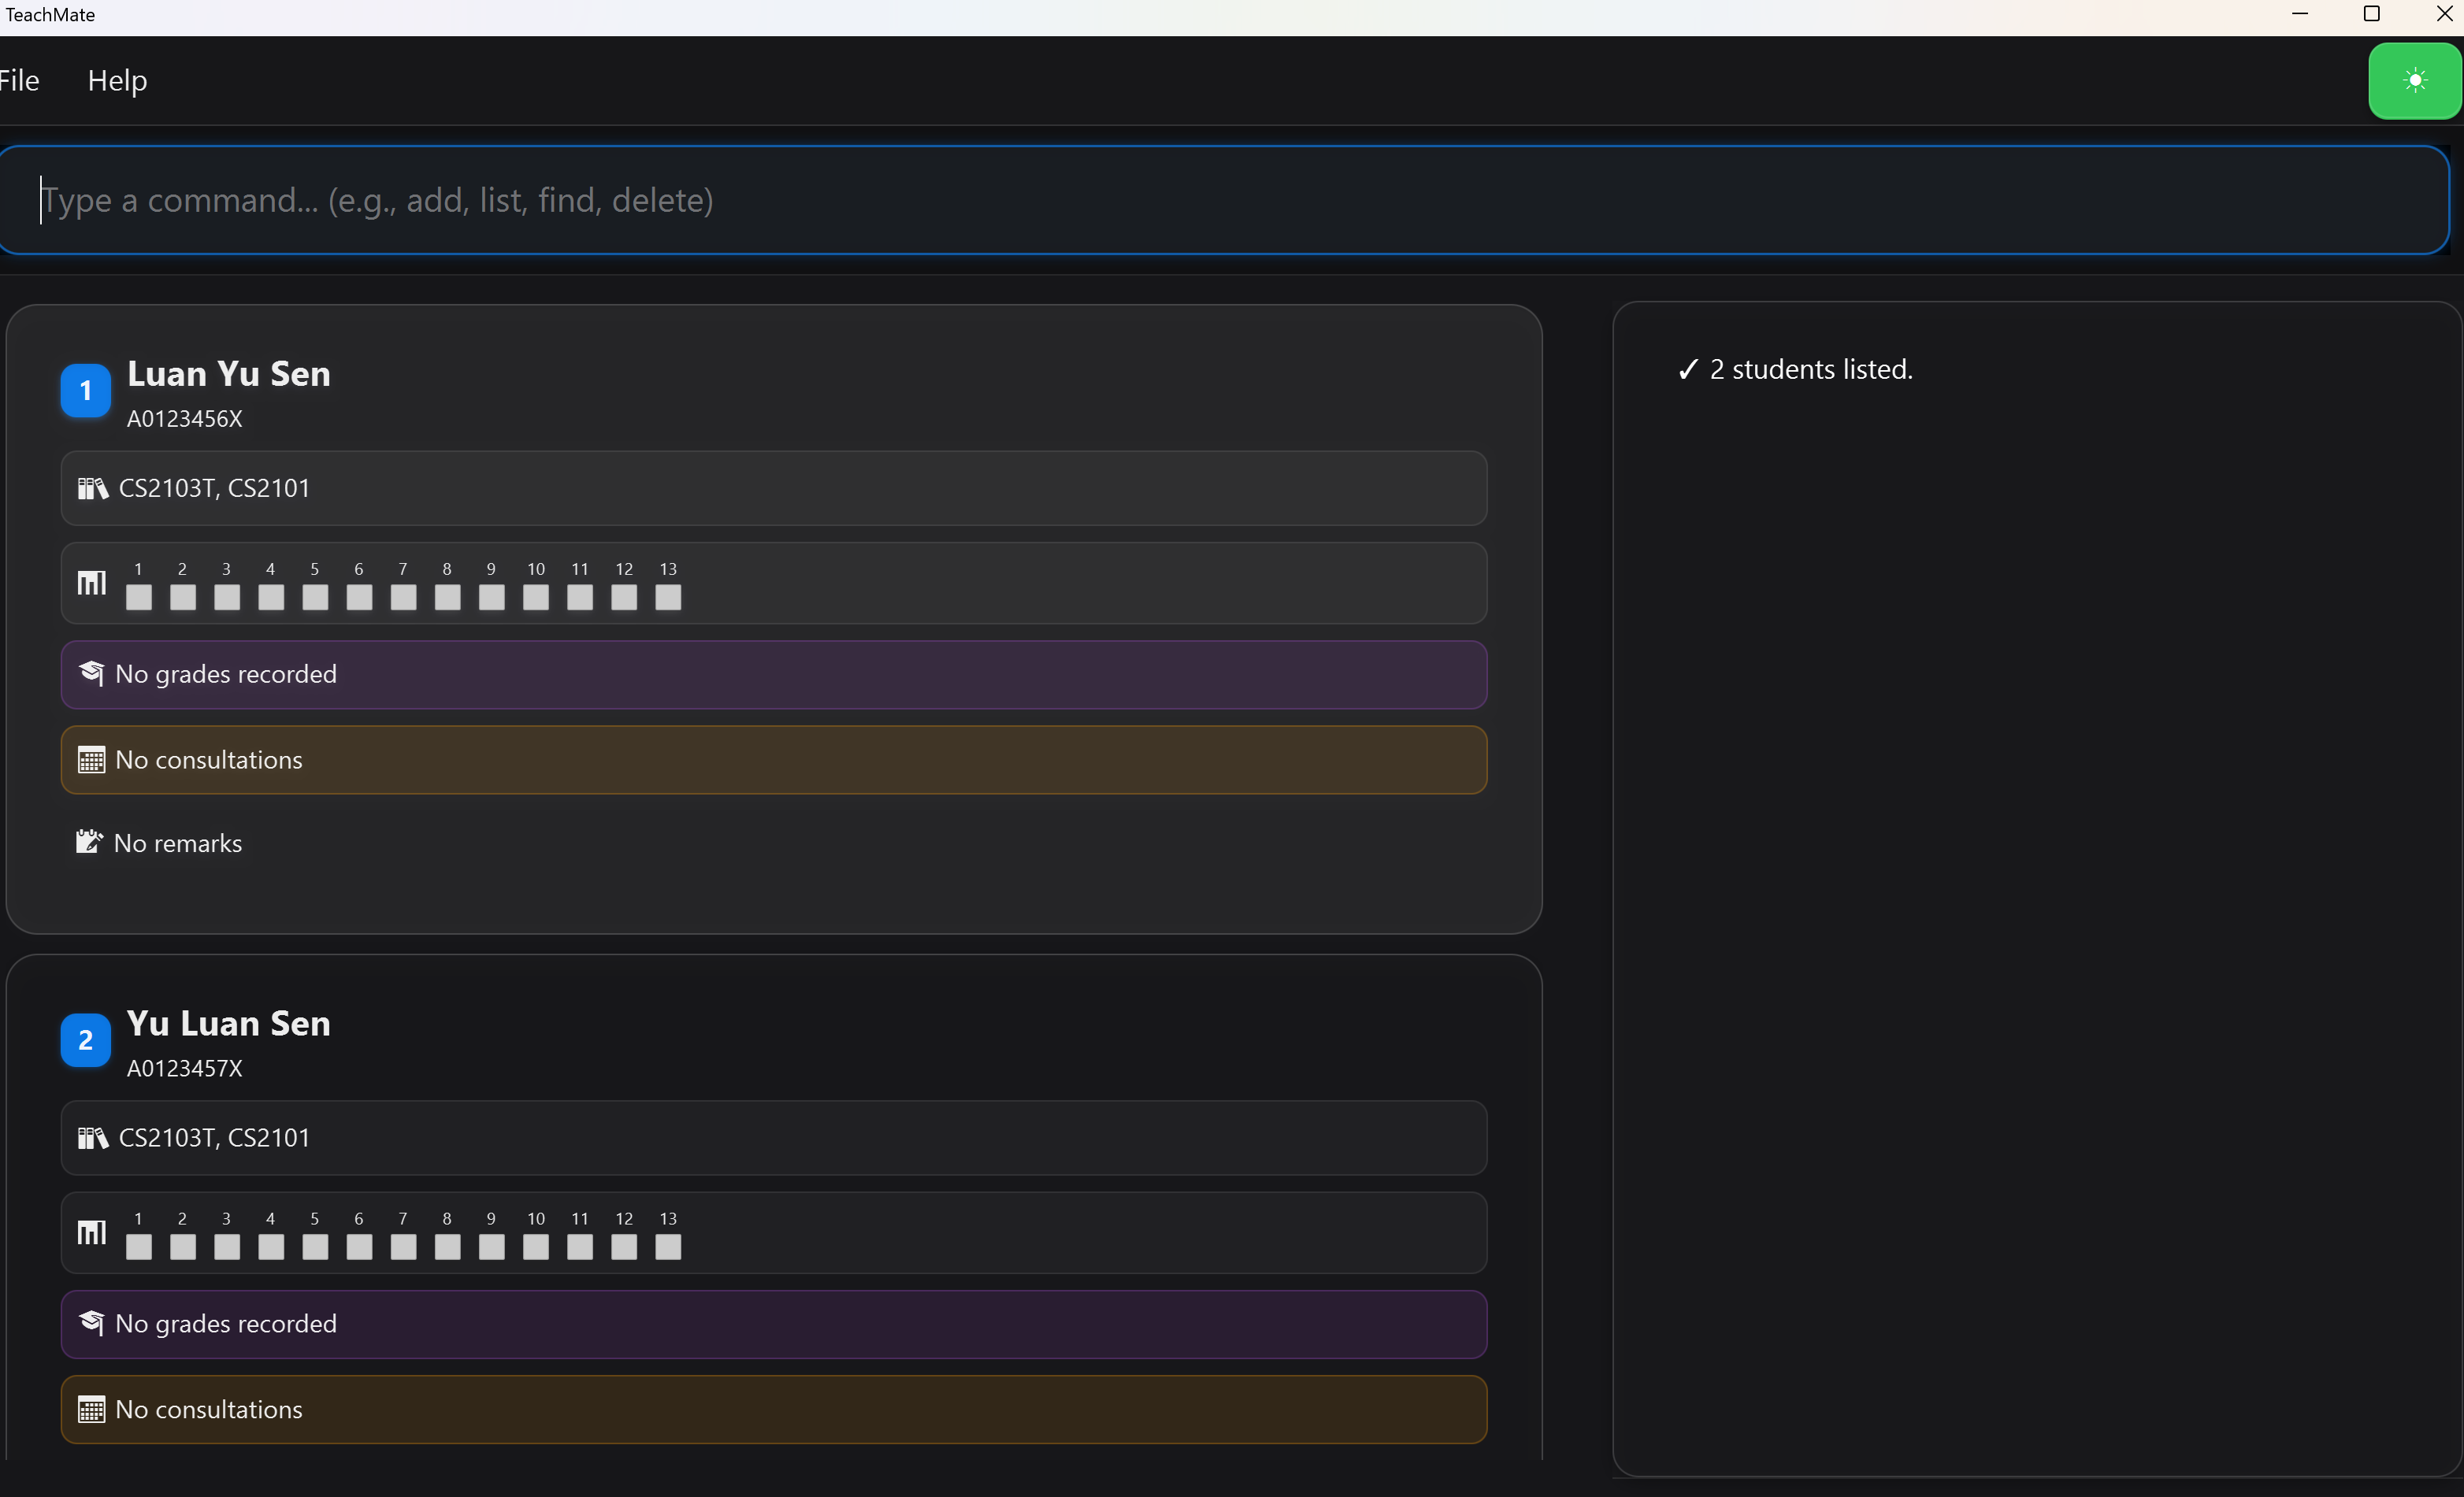 TeachMate
File Help
Type a command... (e.g., add, list, find, delete)
1 Luan Yu Sen
A0123456X
CS2103T, CS2101
1 2 3 4 5 6 7 8 9 10 11 12 13
No grades recorded
No consultations
No remarks
2 Yu Luan Sen
A0123457X
CS2103T, CS2101
1 2 3 4 5 6 7 8 9 10 11 12 13
No grades recorded
No consultations
✓ 2 students listed.